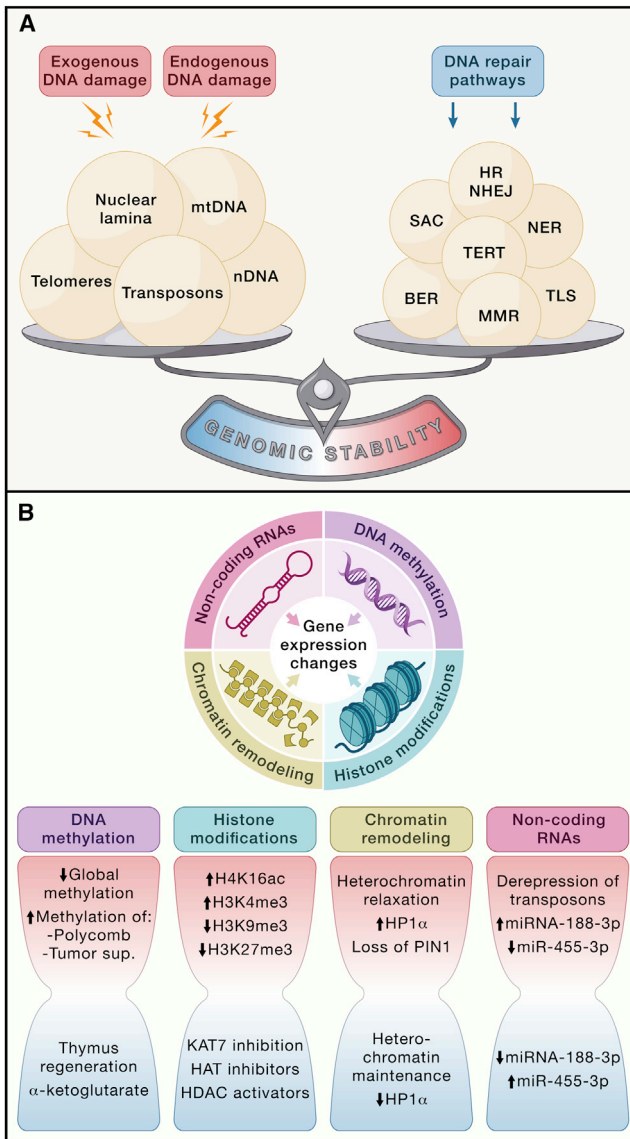 A
Exogenous
DNA damage
Endogenous
DNA damage
DNA repair
pathways
Nuclear
lamina
mtDNA
Telomeres
Transposons
nDNA
HR
NHEJ
SAC
NER
TERT
BER
TLS
MMR
GENOMIC STABILITY
B
Non-coding RNAs
DNA methylation
Gene
expression
changes
Chromatin remodeling
Histone modifications
DNA
methylation
⬇Global
methylation
⬆Methylation of:
-Polycomb
-Tumor sup.
Thymus
regeneration
α-ketoglutarate
Histone
modifications
⬆H4K16ac
⬆H3K4me3
⬇H3K9me3
⬇H3K27me3
KAT7 inhibition
HAT inhibitors
HDAC activators
Chromatin
remodeling
Heterochromatin
relaxation
⬆HP1α
Loss of PIN1
Hetero-
chromatin
maintenance
⬇HP1α
Non-coding
RNAs
Derepression of
transposons
⬆miRNA-188-3p
⬇miR-455-3p
⬇miRNA-188-3p
⬆miR-455-3p